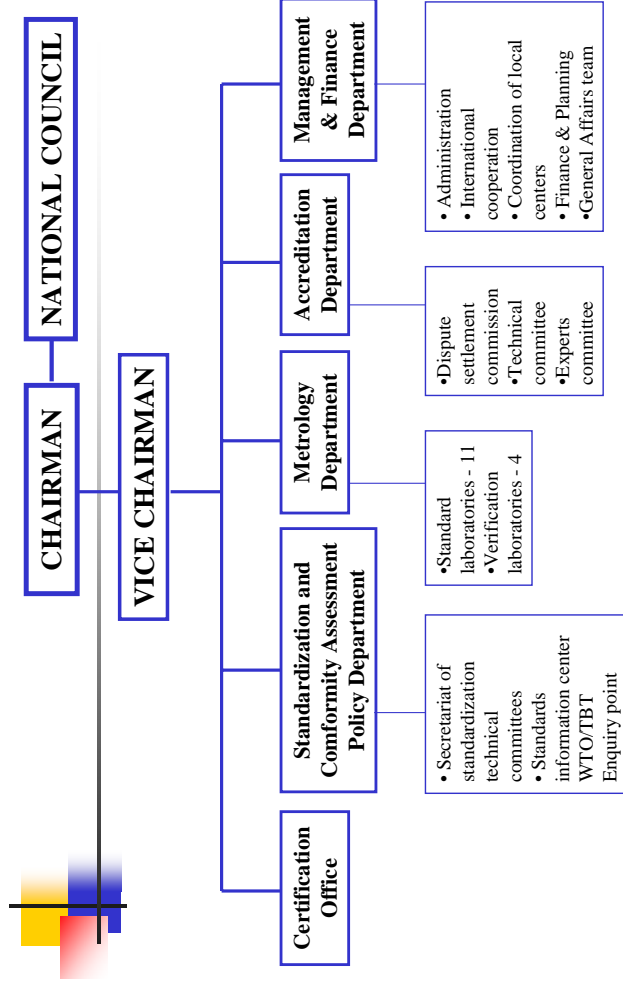 CHAIRMAN
NATIONAL COUNCIL
VICE CHAIRMAN
Certification
Office
Standardization and
Conformity Assessment
Policy Department
Metrology
Department
Accreditation
Department
Management
& Finance
Department
• Secretariat of
standardization
technical
committees
• Standards
information center
WTO/TBT
Enquiry point
•Standard
laboratories - 11
•Verification
laboratories - 4
•Dispute
settlement
commission
•Technical
committee
•Experts
committee
• Administration
• International
cooperation
• Coordination of local
centers
• Finance & Planning
•General Affairs team